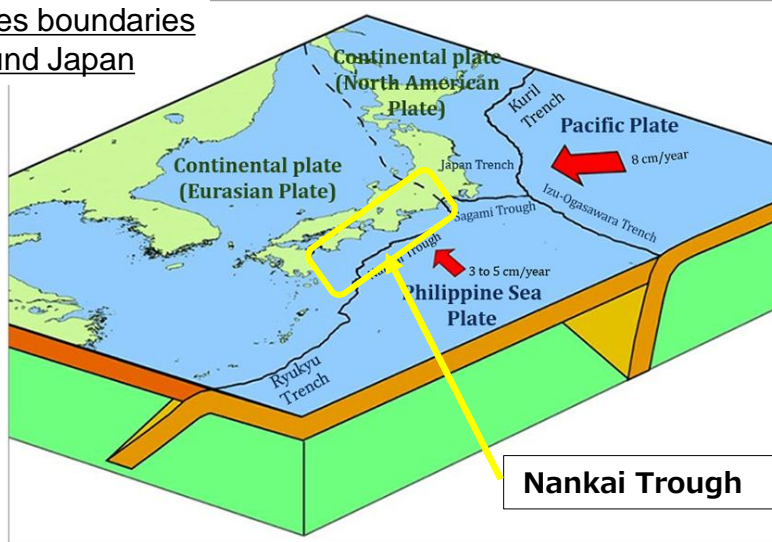 es boundaries
und Japan
Continental plate
(North American
Plate)
Kuril
Trench
Pacific Plate
8 cm/year
Japan Trench
Continental plate
(Eurasian Plate)
Izu-Ogasawara Trench
Sagami Trough
Trough
3 to 5 cm/year
Philippine Sea
Plate
Ryukyu
Trench
Nankai Trough